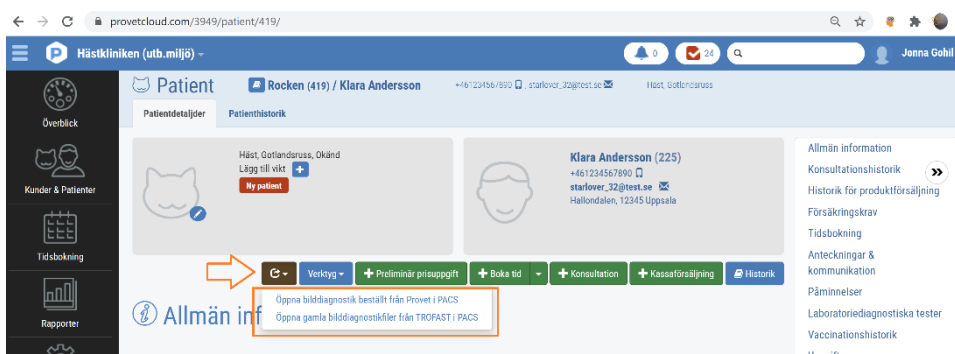 provetcloud.com/3949/patient/419/
P Hästkliniken (utb.miljö)
0
24
Jonna Gohil
Överblick
Kunder & Patienter
Tidsbokning
Rapporter
Patient
Rocken (419) / Klara Andersson
+461234567890 , starlover_32@test.se
Häst, Gotlandsruss
Patientdetaljer
Patienthistorik
Häst, Gotlandsruss, Okänd
Lägg till vikt +
Ny patient
Klara Andersson (225)
+461234567890
starlover_32@test.se
Hallondalen, 12345 Uppsala
Verktyg
+ Preliminär prisuppgift
+ Boka tid
+ Konsultation
+ Kassaförsäljning
Historik
Öppna bilddiagnostik beställt från Provet i PACS
Öppna gamla bilddiagnostikfiler från TROFAST i PACS
Allmän inf
Allmän information
Konsultationshistorik
Historik för produktförsäljning
Försäkringskrav
Tidsbokning
Anteckningar &
kommunikation
Påminnelser
Laboratoriediagnostiska tester
Vaccinationshistorik